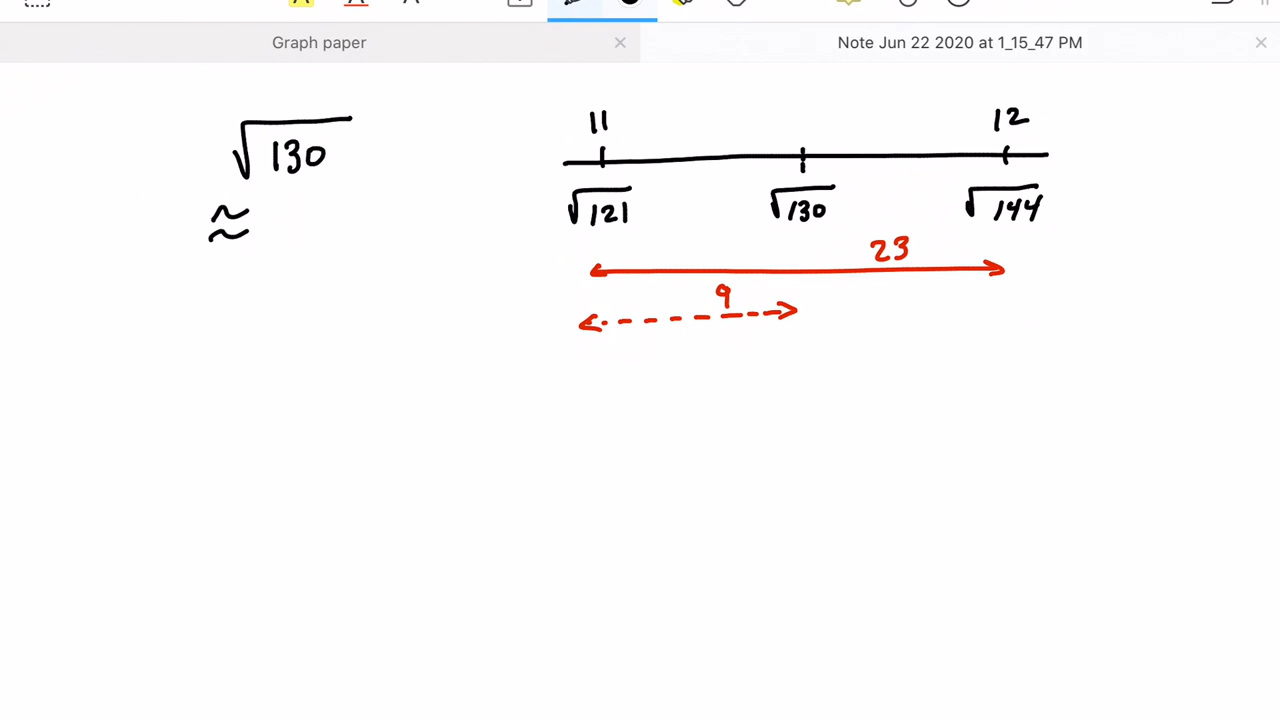 Graph paper
Note Jun 22 2020 at 1_15_47 PM
√130
≈
11 12
√121 √130 √144
23
9